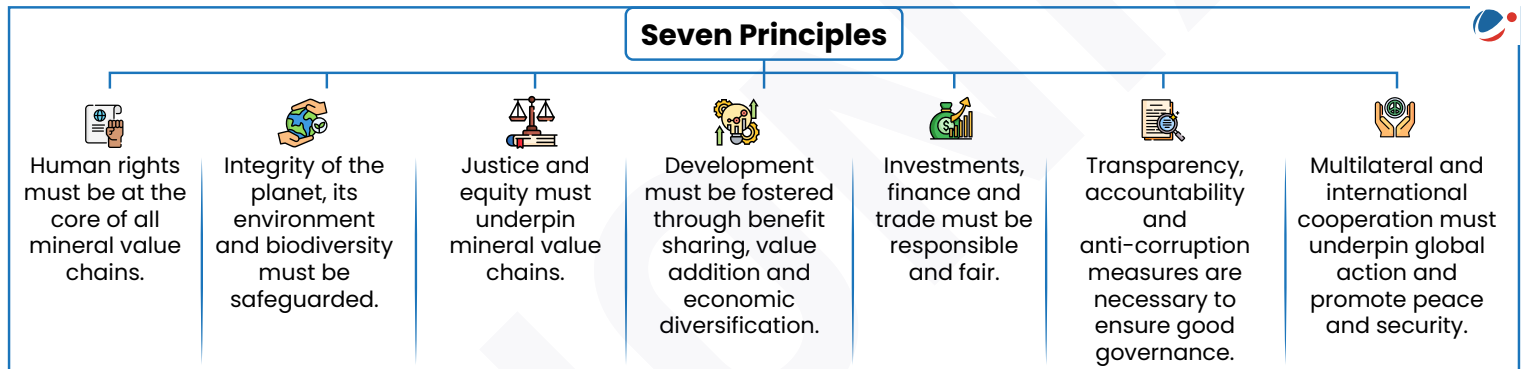 Seven Principles
Human rights
must be at the
core of all
mineral value
chains.
Integrity of the
planet, its
environment
and biodiversity
must be
safeguarded.
Justice and
equity must
underpin
mineral value
chains.
Development
must be fostered
through benefit
sharing, value
addition and
economic
diversification.
Investments,
finance and
trade must be
responsible
and fair.
Transparency,
accountability
and
anti-corruption
measures are
necessary to
ensure good
governance.
Multilateral and
international
cooperation must
underpin global
action and
promote peace
and security.